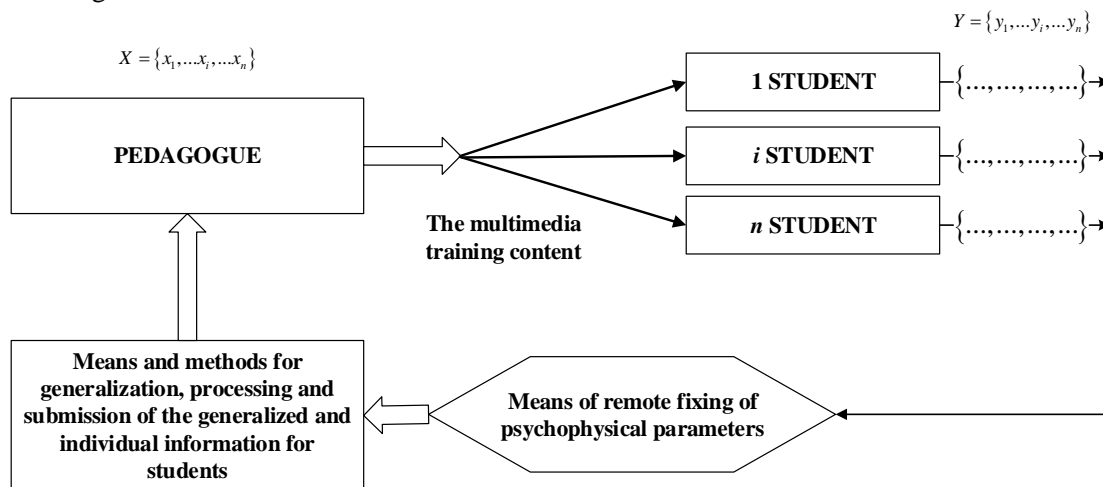 Y = {y₁,...yᵢ,...yₙ}
X = {x₁,...xᵢ,...xₙ}
1 STUDENT
{...,...,...,...}
PEDAGOGUE
i STUDENT
{...,...,...,...}
The multimedia
training content
n STUDENT
{...,...,...,...}
Means and methods for
generalization, processing and
submission of the generalized and
individual information for
students
Means of remote fixing of
psychophysical parameters